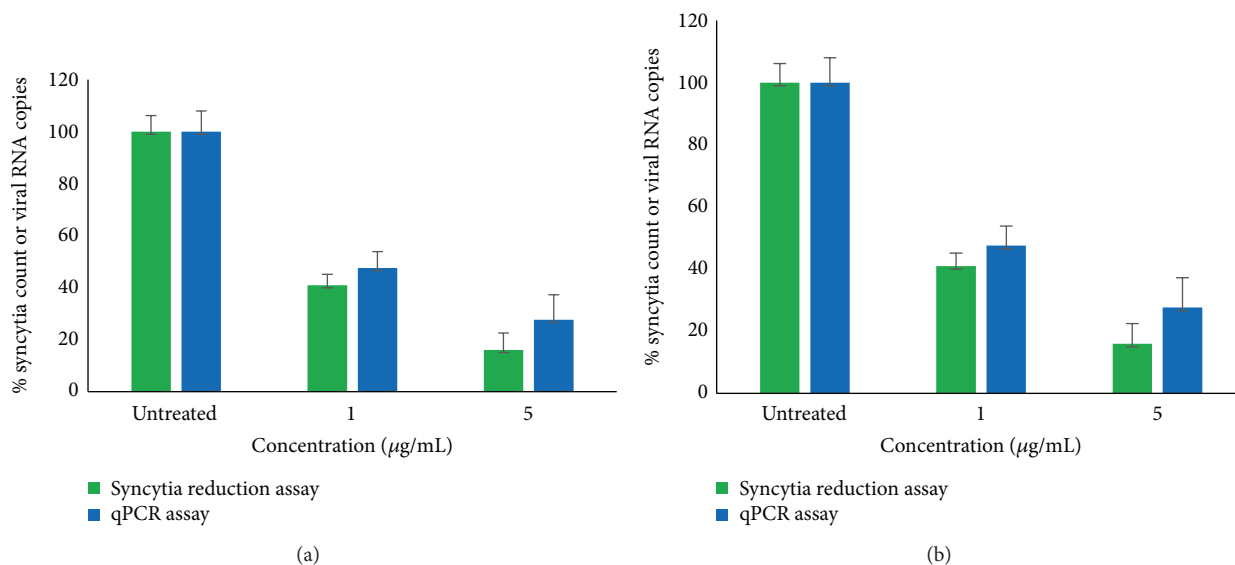 % syncytia count or viral RNA copies
120
100
80
60
40
20
0
Untreated 1 5
Concentration (μg/mL)
Syncytia reduction assay
qPCR assay
(a)
% syncytia count or viral RNA copies
120
100
80
60
40
20
0
Untreated 1 5
Concentration (μg/mL)
Syncytia reduction assay
qPCR assay
(b)